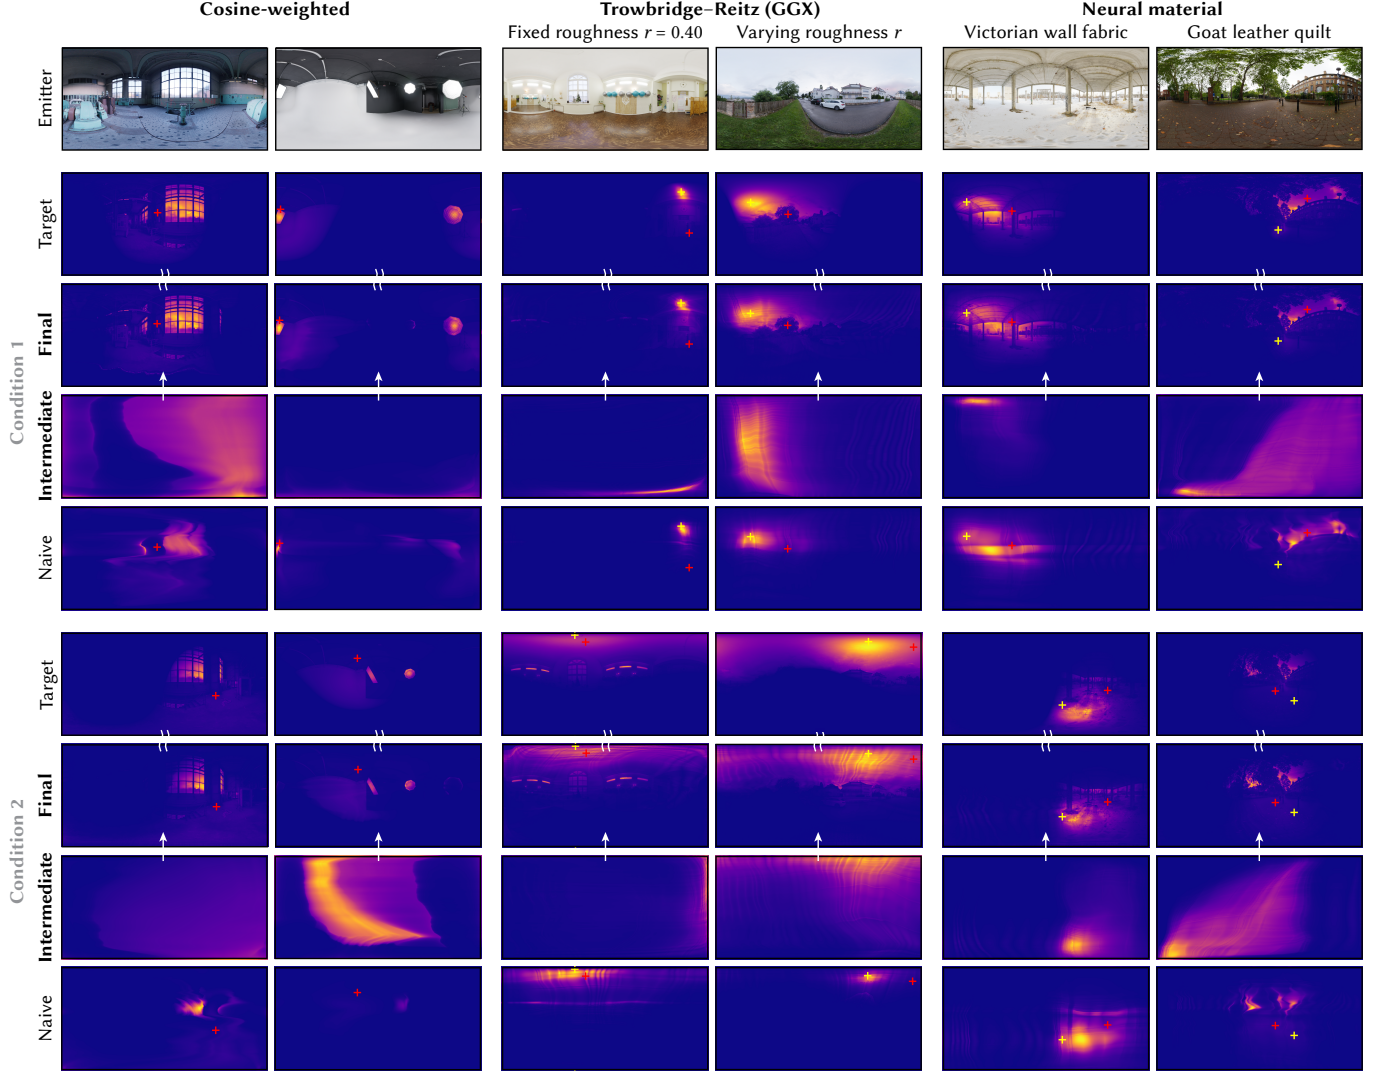 Cosine-weighted
Trowbridge–Reitz (GGX)
Neural material
Fixed roughness r = 0.40
Varying roughness r
Victorian wall fabric
Goat leather quilt
Emitter
Condition 1
Target
Final
Intermediate
Naive
Condition 2
Target
Final
Intermediate
Naive